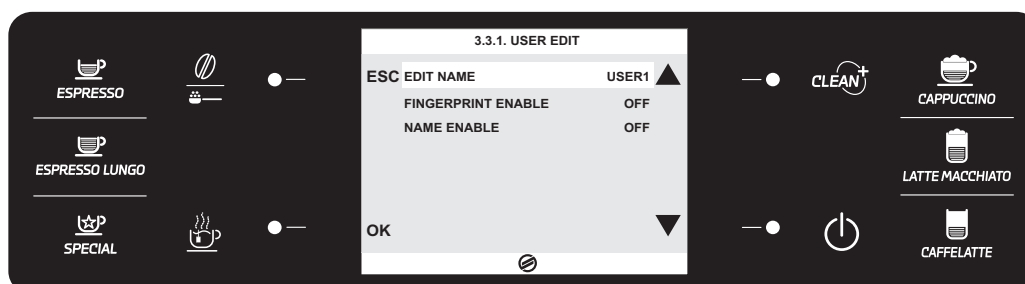 ESPRESSO
ESPRESSO LUNGO
SPECIAL
3.3.1. USER EDIT
ESC EDIT NAME USER1
FINGERPRINT ENABLE OFF
NAME ENABLE OFF
OK
CLEAN+
CAPPUCCINO
LATTE MACCHIATO
CAFFELATTE